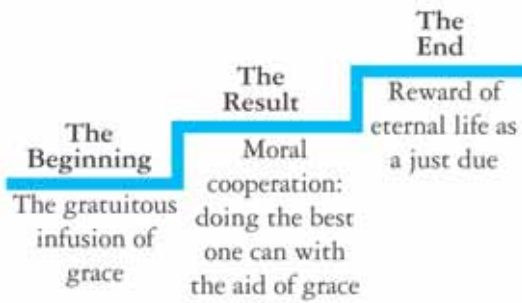 The
Beginning
The gratuitous
infusion of
grace
The
Result
Moral
cooperation:
doing the best
one can with
the aid of grace
The
End
Reward of
eternal life as
a just due